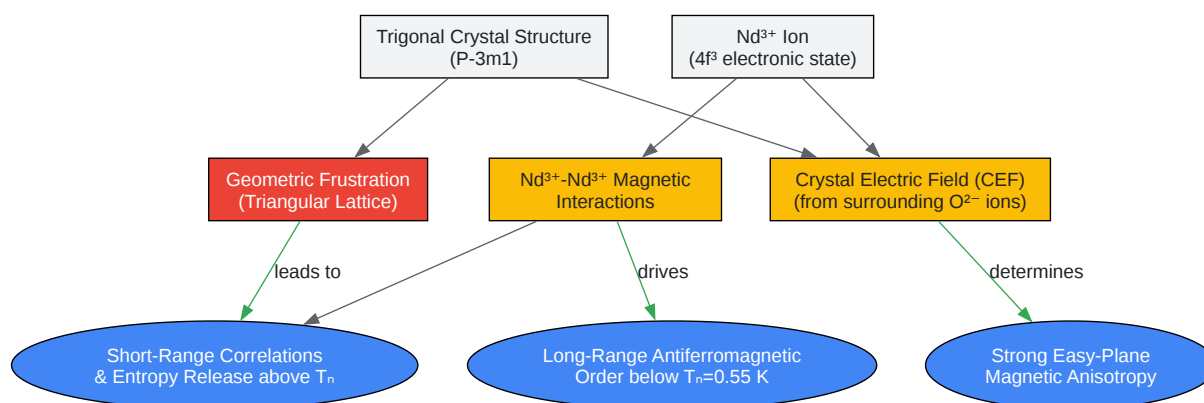 Trigonal Crystal Structure
(P-3m1)
Nd³⁺ Ion
(4f³ electronic state)
Geometric Frustration
(Triangular Lattice)
Nd³⁺-Nd³⁺ Magnetic
Interactions
Crystal Electric Field (CEF)
(from surrounding O²⁻ ions)
leads to
drives
determines
Short-Range Correlations
& Entropy Release above Tₙ
Long-Range Antiferromagnetic
Order below Tₙ=0.55 K
Strong Easy-Plane
Magnetic Anisotropy